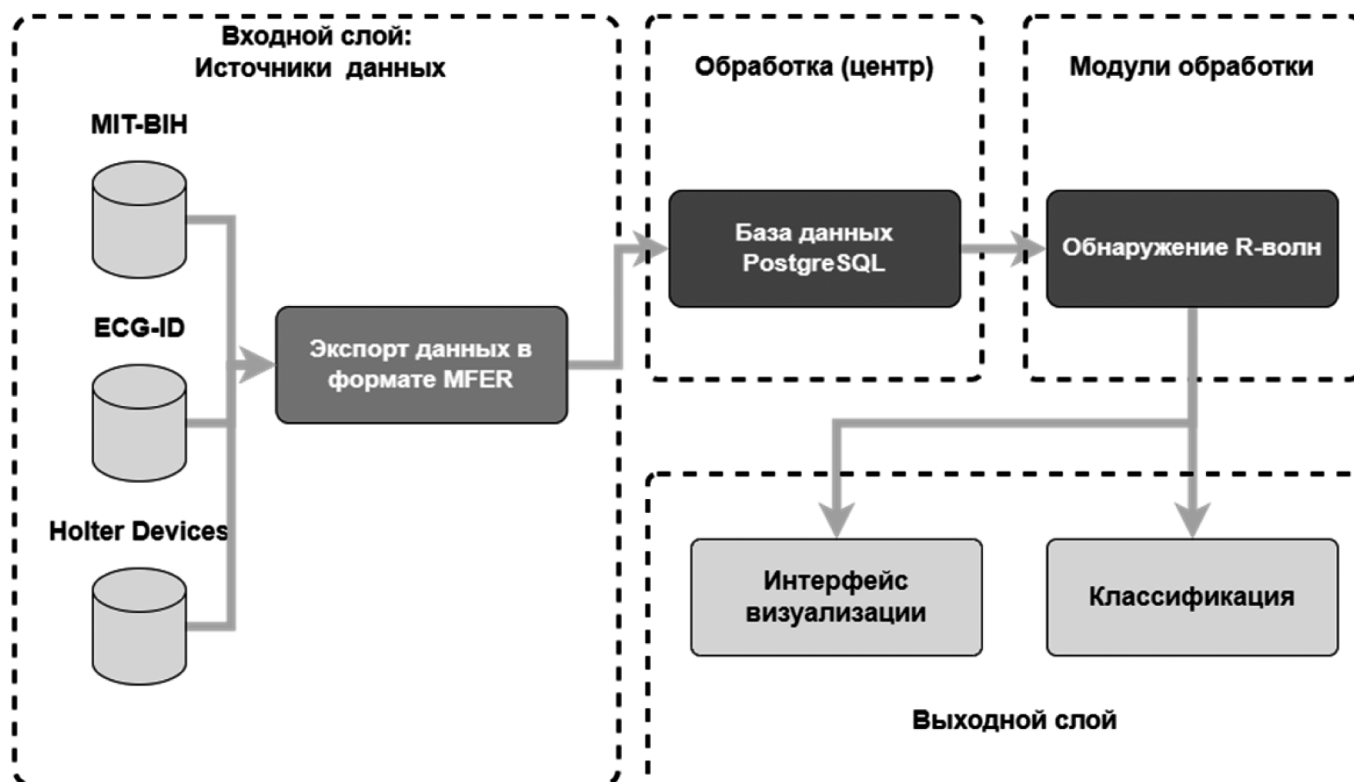 Входной слой:
Источники данных
MIT-BIH
ECG-ID
Holter Devices
Экспорт данных в
формате MFER
Обработка (центр)
База данных
PostgreSQL
Модули обработки
Обнаружение R-волн
Интерфейс
визуализации
Классификация
Выходной слой